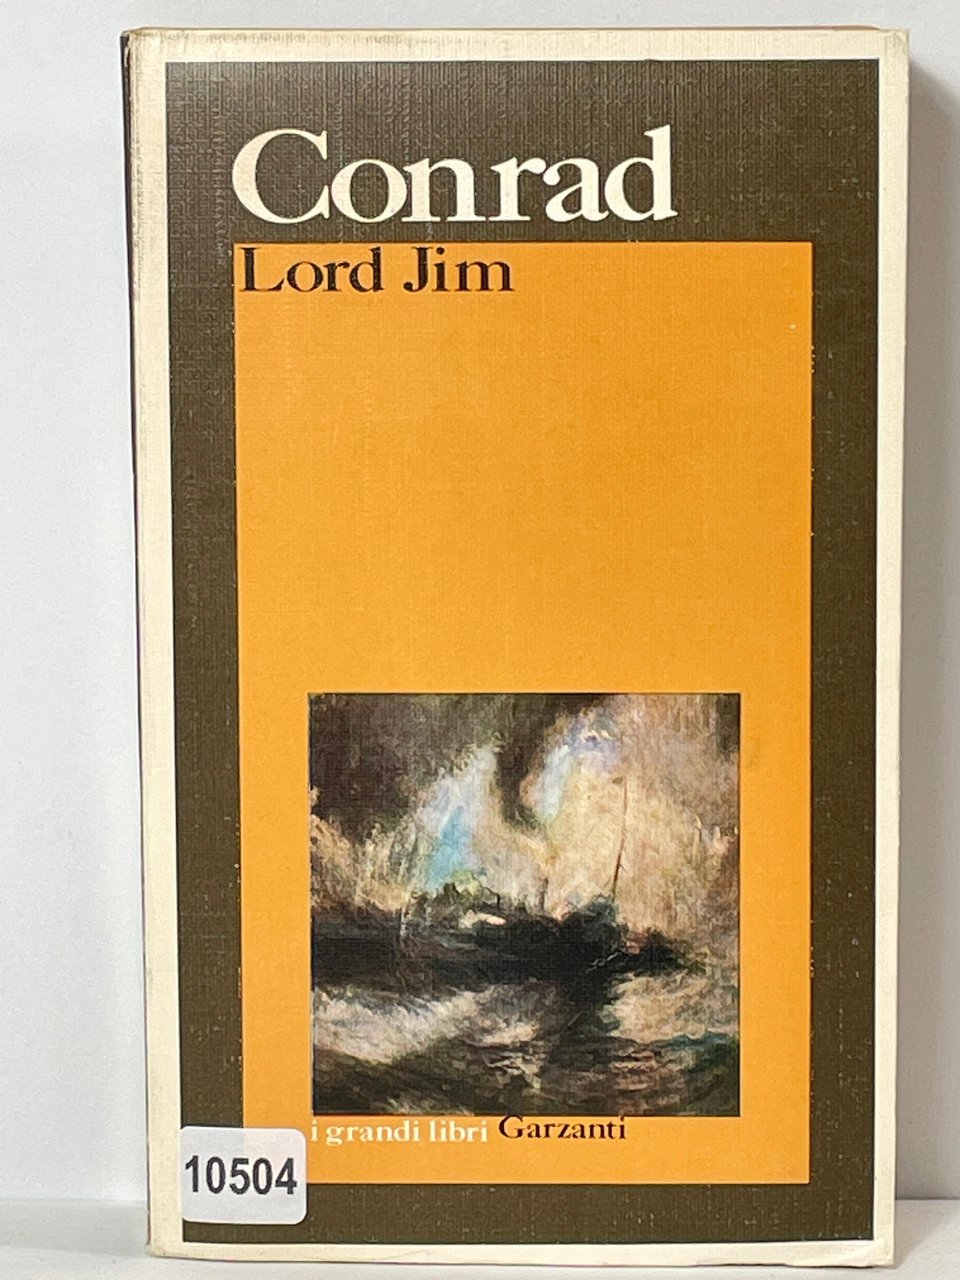 Conrad
Lord Jim
i grandi libri Garzanti
10504